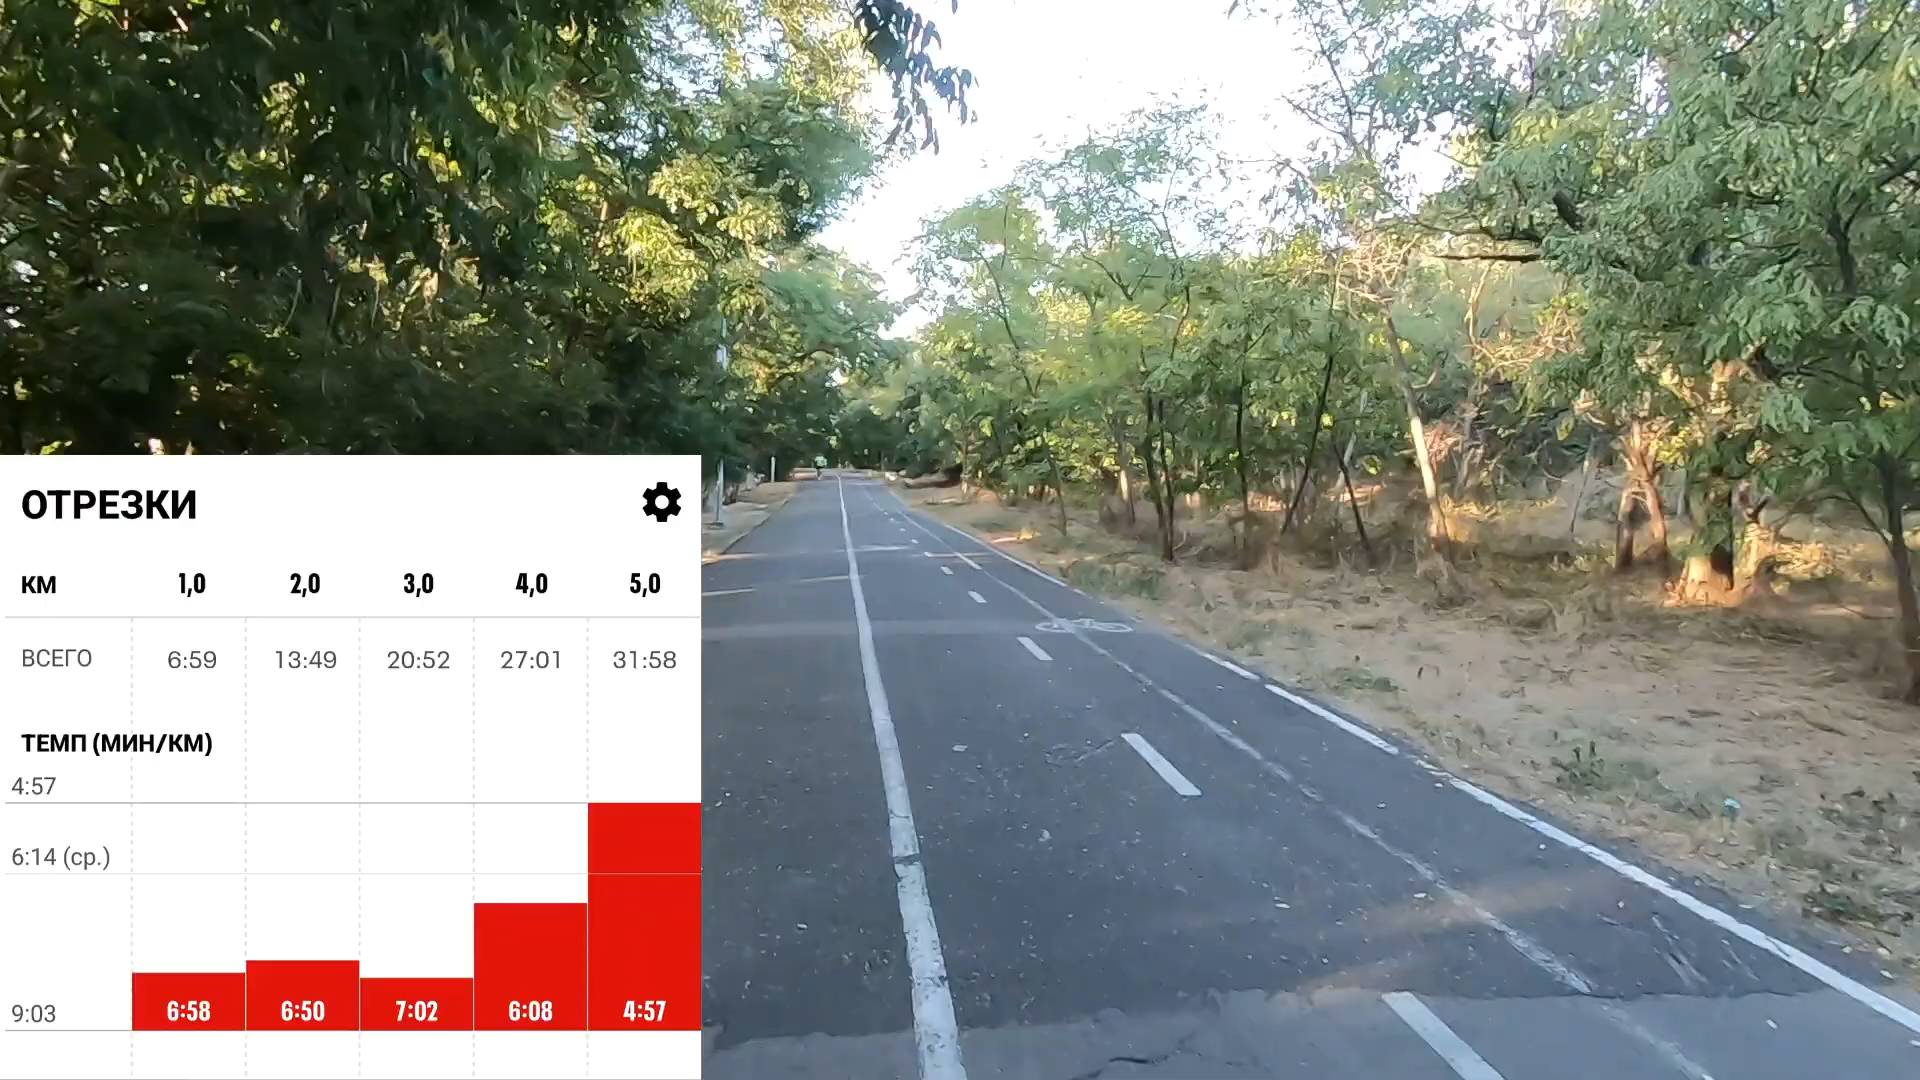 ОТРЕЗКИ
КМ 1,0 2,0 3,0 4,0 5,0
ВСЕГО 6:59 13:49 20:52 27:01 31:58
ТЕМП (МИН/КМ)
4:57
6:14 (ср.)
9:03 6:58 6:50 7:02 6:08 4:57